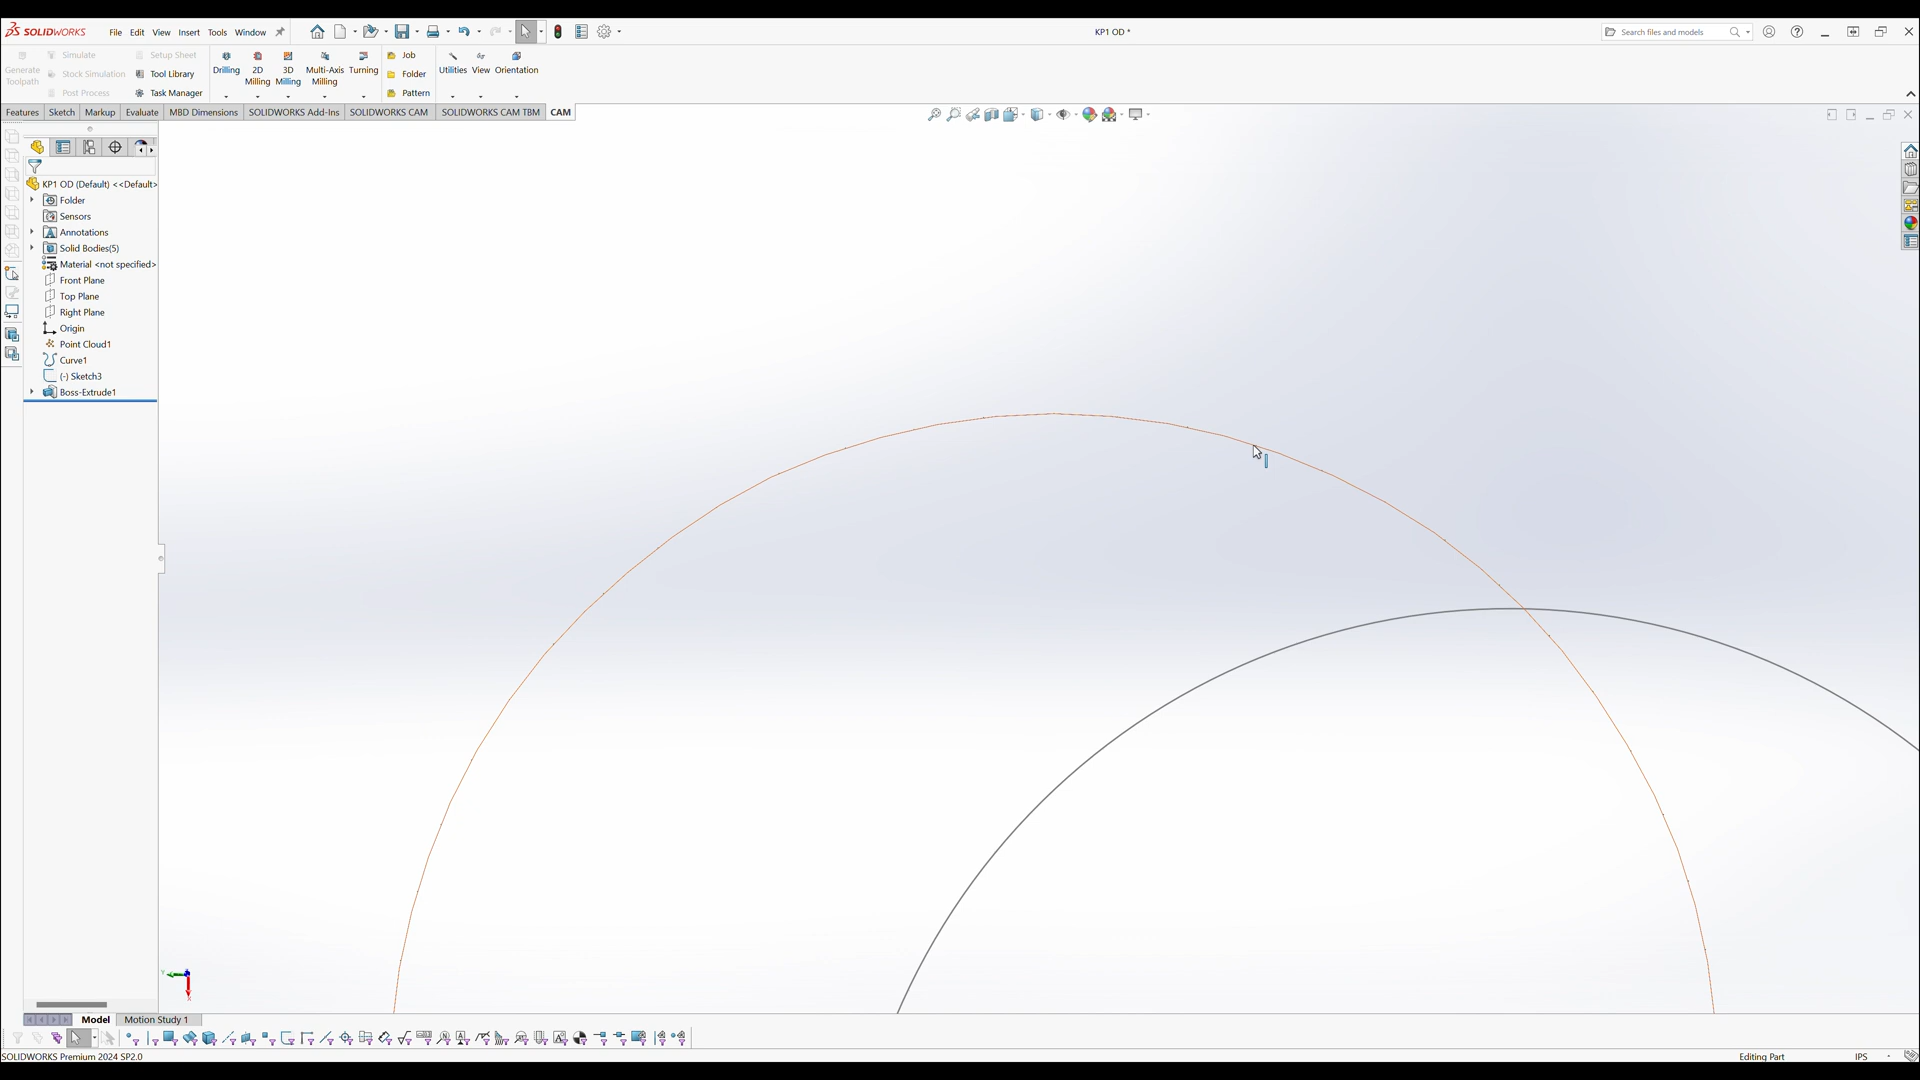 SOLIDWORKS
File Edit View Insert Tools Window
KP1 OD *
Search files and models
Generate Toolpath
Simulate
Stock Simulation
Post Process
Setup Sheet
Tool Library
Task Manager
Drilling
2D Milling
3D Milling
Multi-Axis Milling
Turning
Job
Folder
Pattern
Utilities
View
Orientation
Features Sketch Markup Evaluate MBD Dimensions SOLIDWORKS Add-Ins SOLIDWORKS CAM SOLIDWORKS CAM TBM CAM
KP1 OD (Default) <<Default>
Folder
Sensors
Annotations
Solid Bodies(5)
Material <not specified>
Front Plane
Top Plane
Right Plane
Origin
Point Cloud1
Curve1
(-) Sketch3
Boss-Extrude1
Y
Model Motion Study 1
SOLIDWORKS Premium 2024 SP2.0
Editing Part
IPS